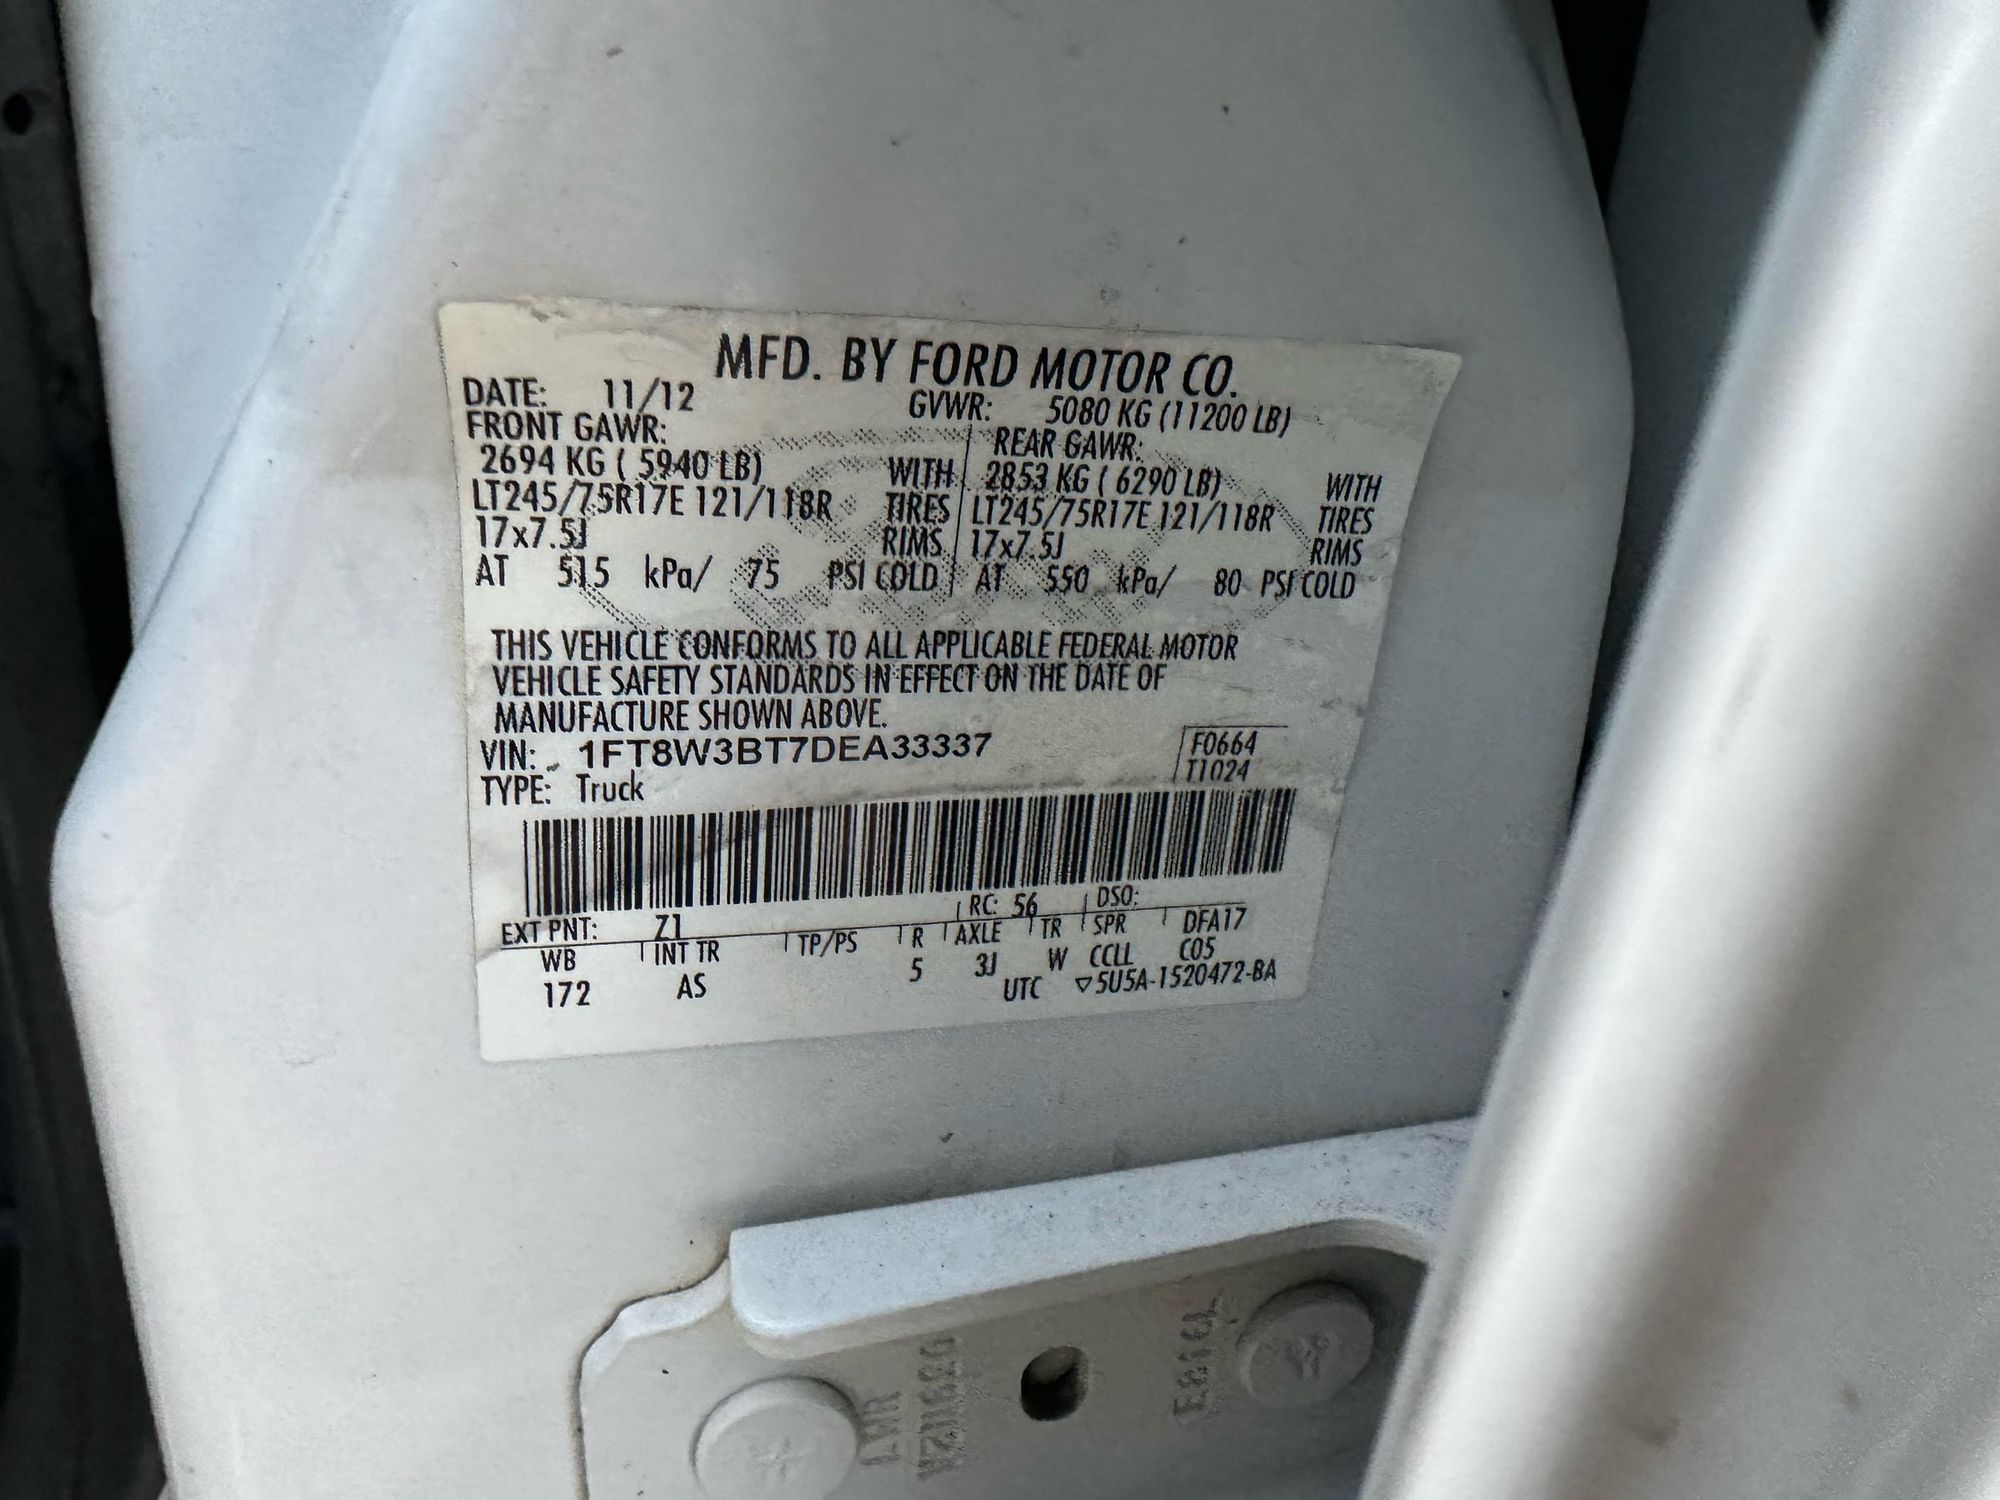 MFD. BY FORD MOTOR CO.
DATE: 11/12 GVWR: 5080 KG (11200 LB)
FRONT GAWR: REAR GAWR:
2694 KG ( 5940 LB) WITH 2853 KG ( 6290 LB) WITH
LT245/75R17E 121/118R TIRES LT245/75R17E 121/118R TIRES
17x7.5J RIMS 17x7.5J RIMS
AT 515 kPa/ 75 PSI COLD AT 550 kPa/ 80 PSI COLD
THIS VEHICLE CONFORMS TO ALL APPLICABLE FEDERAL MOTOR
VEHICLE SAFETY STANDARDS IN EFFECT ON THE DATE OF
MANUFACTURE SHOWN ABOVE.
VIN: 1FT8W3BT7DEA33337 F0664
TYPE: Truck T1024
EXT PNT: Z1 RC: 56 DSO:
WB INT TR TP/PS R AXLE TR SPR DFA17
172 AS 5 3J W CCLL C05
UTC ▽5U5A-1520472-BA